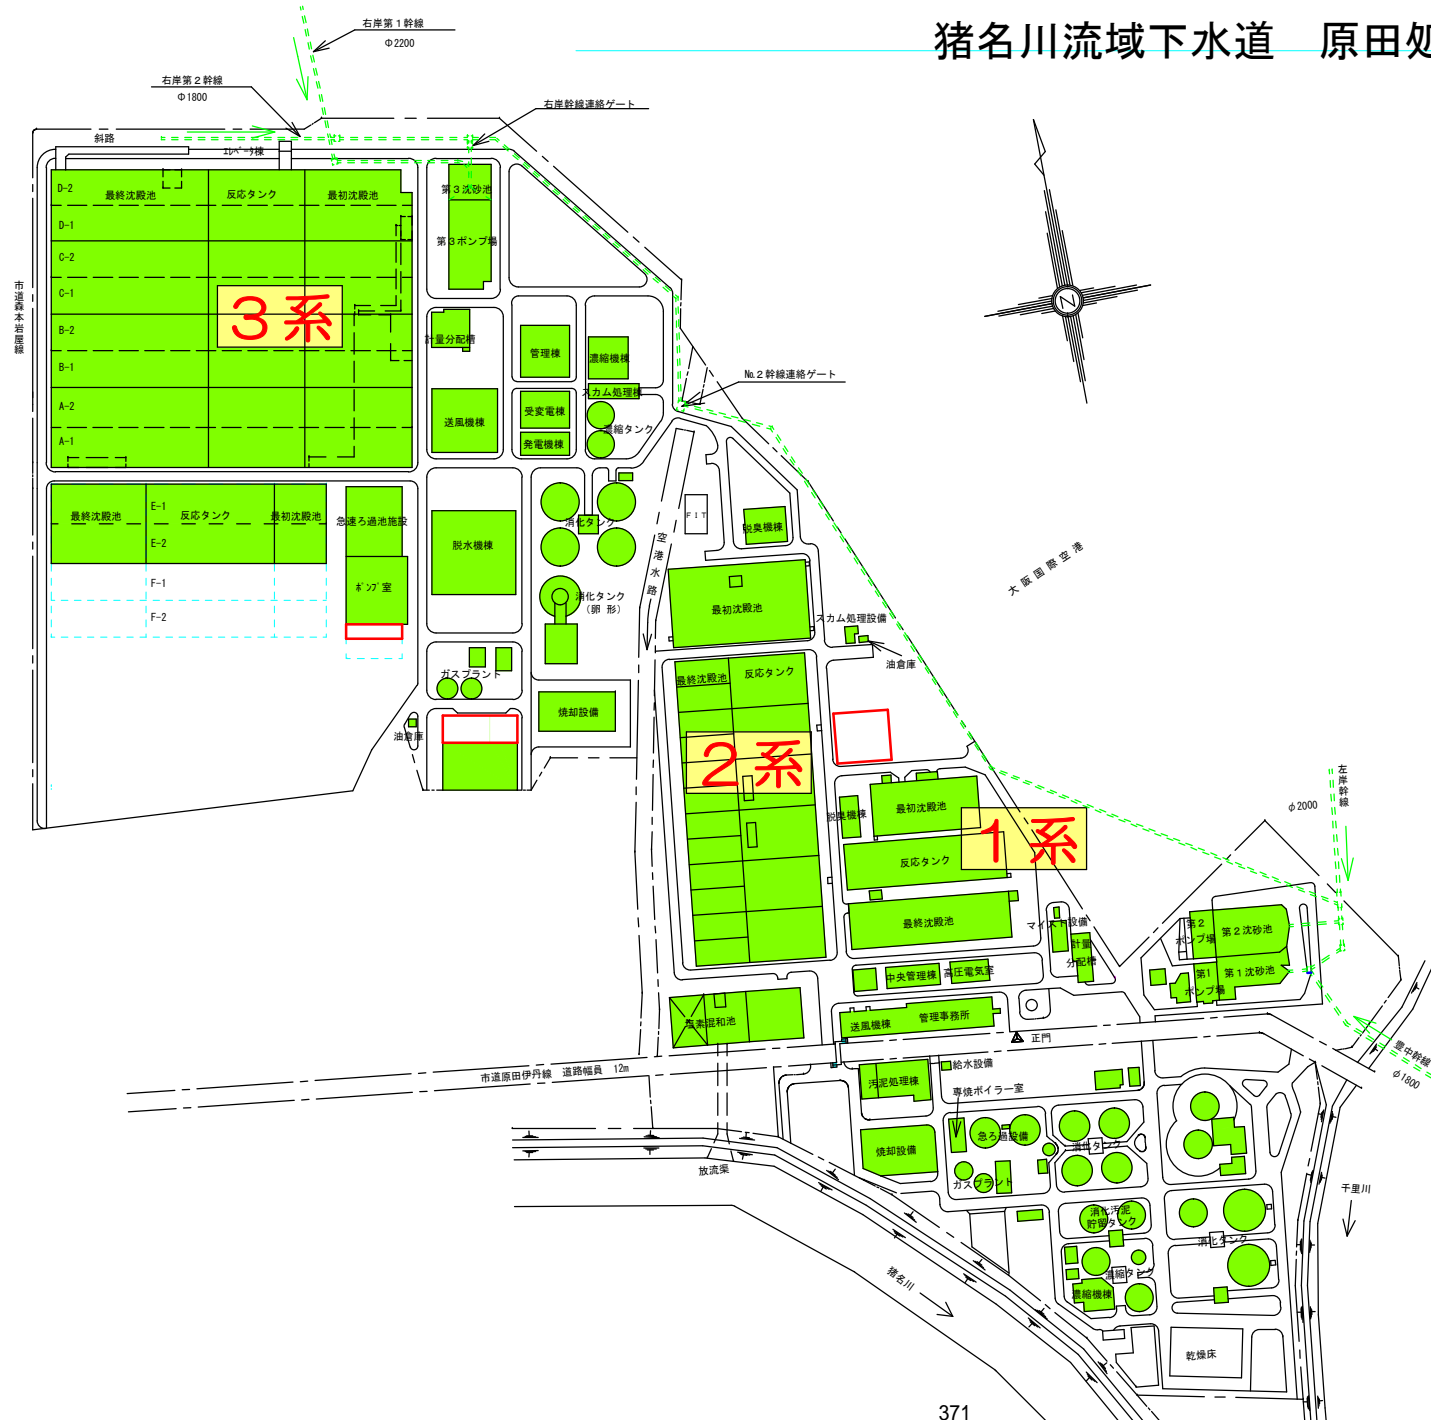 猪名川流域下水道　原田処
右岸第１幹線
Φ2200
右岸第２幹線
Φ1800
右岸幹線連絡ゲート
斜路
ｴﾚﾍﾞｰﾀ棟
D-2
最終沈殿池
反応タンク
最初沈殿池
D-1
C-2
C-1
B-2
B-1
A-2
A-1
3系
市道森本岩屋線
第３沈砂池
第３ポンプ場
計量分配槽
管理棟
濃縮機棟
スカム処理棟
送風機棟
受変電棟
発電機棟
濃縮タンク
№２幹線連絡ゲート
最終沈殿池
E-1
反応タンク
最初沈殿池
E-2
F-1
F-2
急速ろ過池施設
ﾎﾟﾝﾌﾟ室
脱水機棟
消化タンク
消化タンク
（卵 形）
空港水路
ＦＩＴ
脱臭機棟
大阪国際空港
最初沈殿池
スカム処理設備
油倉庫
ガスプラント
焼却設備
油倉庫
最終沈殿池
反応タンク
2系
脱臭機棟
最初沈殿池
反応タンク
1系
最終沈殿池
φ2000
左岸幹線
マイスト設備
計量
分配槽
第２
ポンプ場
第２沈砂池
第1
ポンプ場
第１沈砂池
中央管理棟
高圧電気室
塩素混和池
送風機棟
管理事務所
正門
豊中幹線
φ1800
市道原田伊丹線　道路幅員　12m
汚泥処理棟
給水設備
専焼ボイラー室
急ろ過設備
消化タンク
焼却設備
ガスプラント
放流渠
千里川
消化汚泥
貯留タンク
消化タンク
濃縮タンク
濃縮機棟
猪名川
乾燥床
N
371